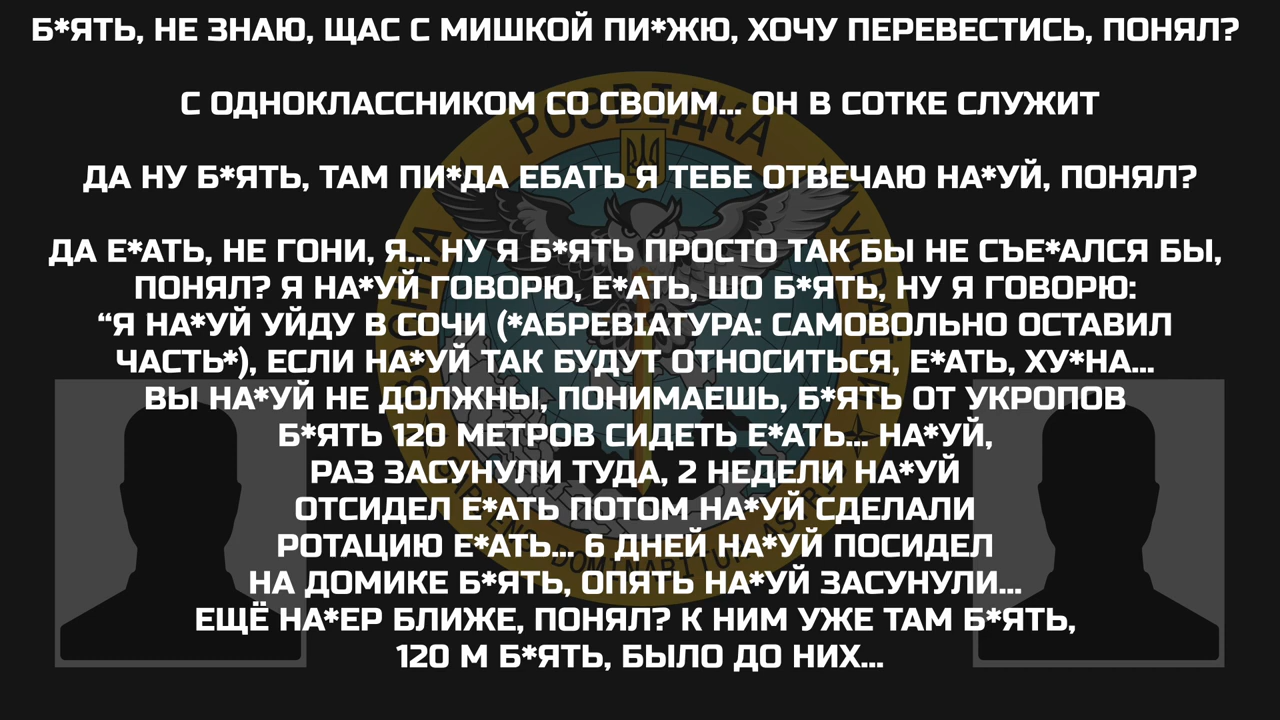 Б*ЯТЬ, НЕ ЗНАЮ, ЩАС С МИШКОЙ ПИ*ЖЮ, ХОЧУ ПЕРЕВЕСТИСЬ, ПОНЯЛ?
С ОДНОКЛАССНИКОМ СО СВОИМ... ОН В СОТКЕ СЛУЖИТ
ДА НУ Б*ЯТЬ, ТАМ ПИ*ДА ЕБАТЬ Я ТЕБЕ ОТВЕЧАЮ НА*УЙ, ПОНЯЛ?
ДА Е*АТЬ, НЕ ГОНИ, Я... НУ Я Б*ЯТЬ ПРОСТО ТАК БЫ НЕ СЪЕ*АЛСЯ БЫ,
ПОНЯЛ? Я НА*УЙ ГОВОРЮ, Е*АТЬ, ШО Б*ЯТЬ, НУ Я ГОВОРЮ:
“Я НА*УЙ УЙДУ В СОЧИ (*АБРЕВІАТУРА: САМОВОЛЬНО ОСТАВИЛ
ЧАСТЬ*), ЕСЛИ НА*УЙ ТАК БУДУТ ОТНОСИТЬСЯ, Е*АТЬ, ХУ*НА...
ВЫ НА*УЙ НЕ ДОЛЖНЫ, ПОНИМАЕШЬ, Б*ЯТЬ ОТ УКРОПОВ
Б*ЯТЬ 120 МЕТРОВ СИДЕТЬ Е*АТЬ... НА*УЙ,
РАЗ ЗАСУНУЛИ ТУДА, 2 НЕДЕЛИ НА*УЙ
ОТСИДЕЛ Е*АТЬ ПОТОМ НА*УЙ СДЕЛАЛИ
РОТАЦИЮ Е*АТЬ... 6 ДНЕЙ НА*УЙ ПОСИДЕЛ
НА ДОМИКЕ Б*ЯТЬ, ОПЯТЬ НА*УЙ ЗАСУНУЛИ...
ЕЩЁ НА*ЕР БЛИЖЕ, ПОНЯЛ? К НИМ УЖЕ ТАМ Б*ЯТЬ,
120 М Б*ЯТЬ, БЫЛО ДО НИХ...
РОЗВІДКА